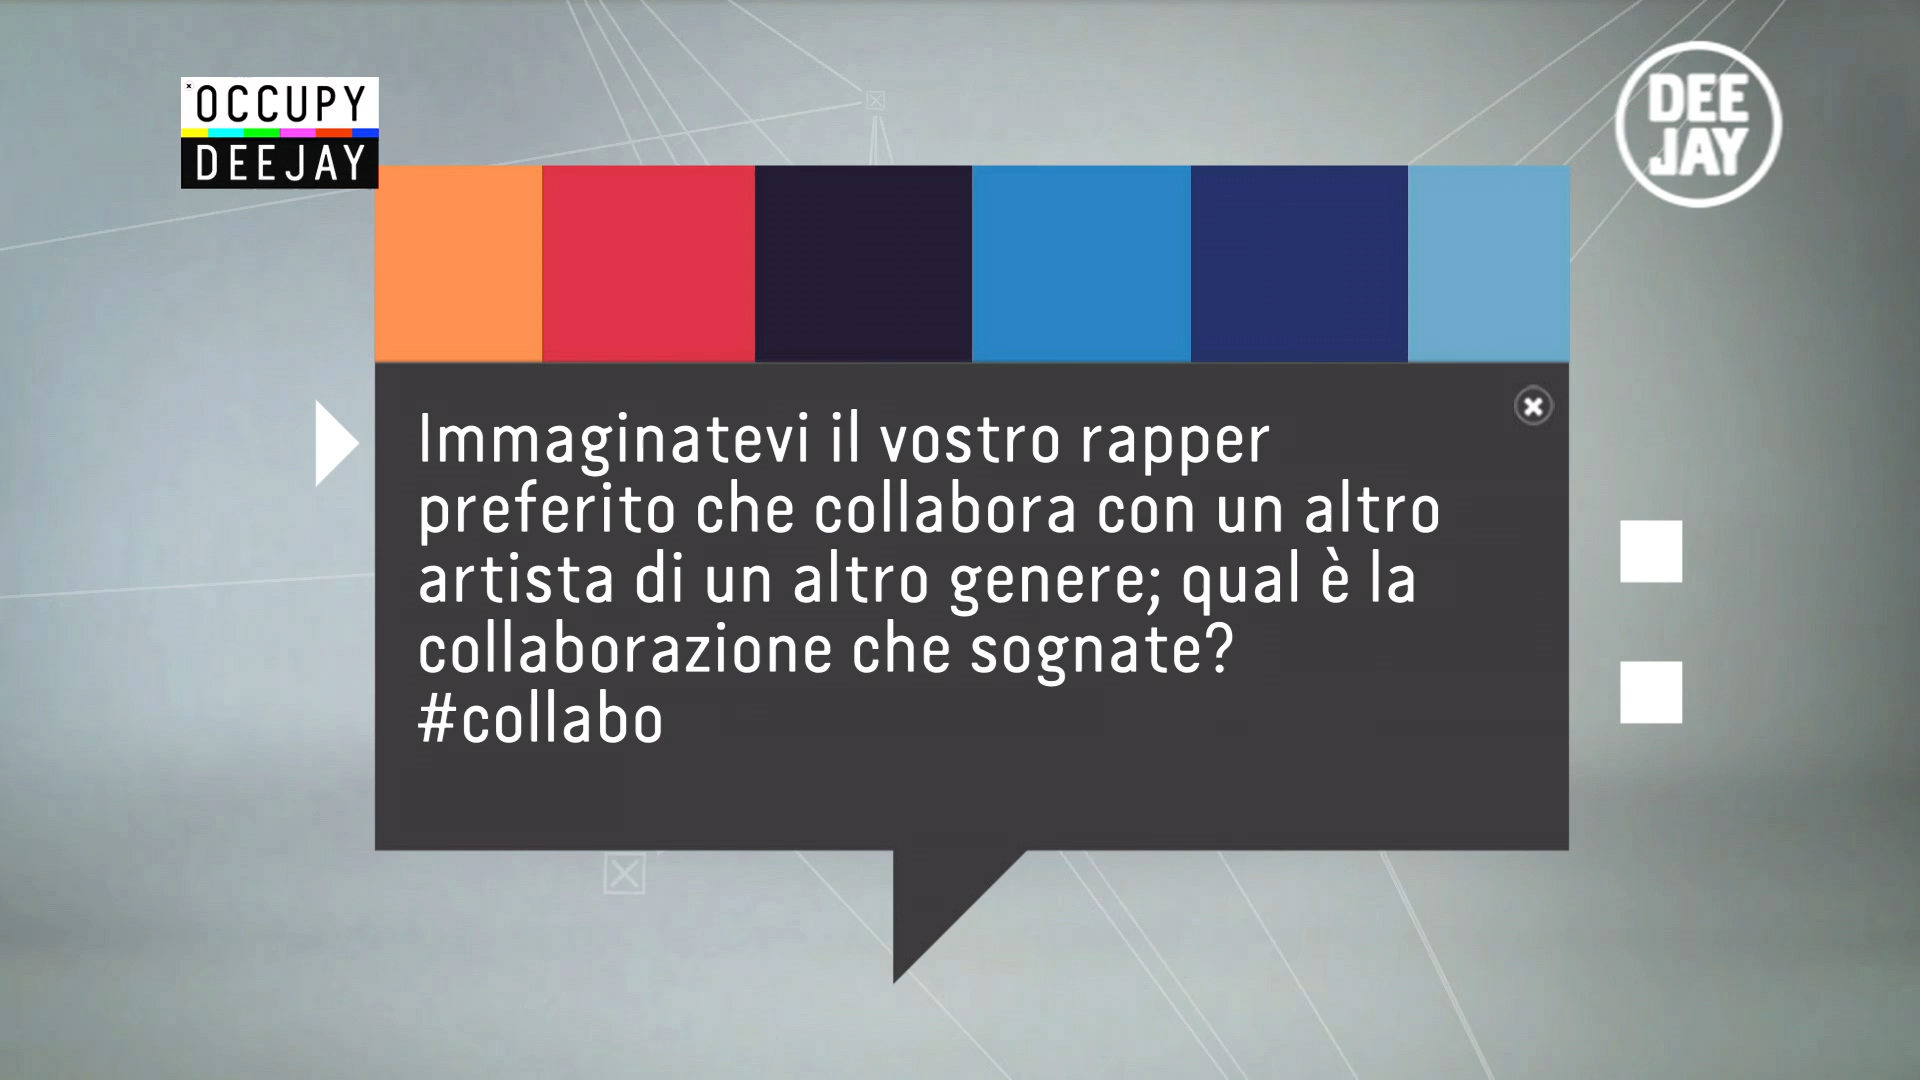 OCCUPY
DEEJAY
DEE
JAY
Immaginatevi il vostro rapper
preferito che collabora con un altro
artista di un altro genere; qual è la
collaborazione che sognate?
#collabo